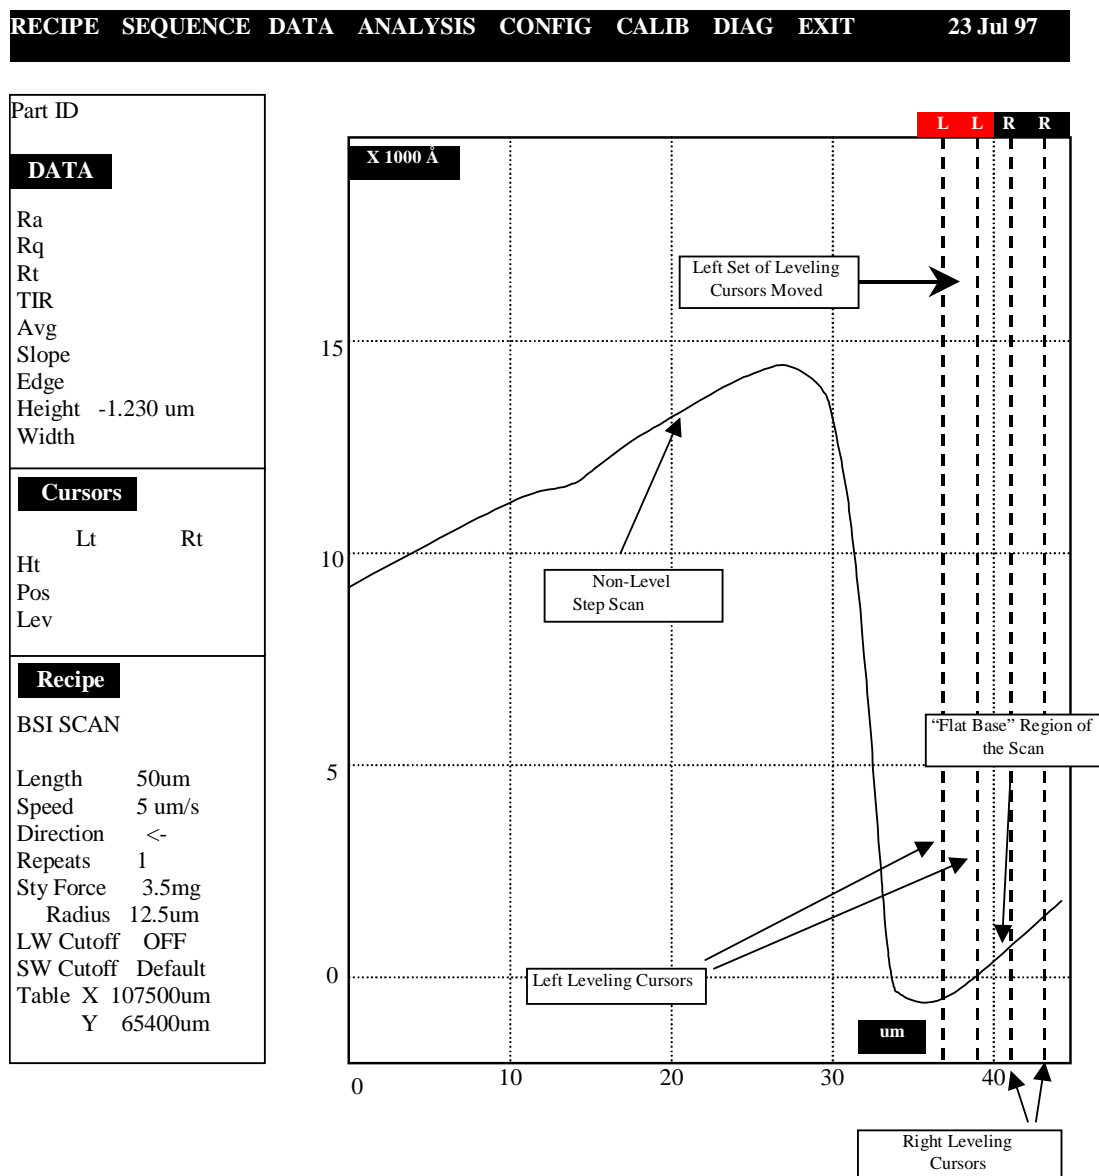 RECIPE SEQUENCE DATA ANALYSIS CONFIG CALIB DIAG EXIT 23 Jul 97
Part ID
DATA
Ra
Rq
Rt
TIR
Avg
Slope
Edge
Height -1.230 um
Width
Cursors
Lt Rt
Ht
Pos
Lev
Recipe
BSI SCAN
Length 50um
Speed 5 um/s
Direction <-
Repeats 1
Sty Force 3.5mg
Radius 12.5um
LW Cutoff OFF
SW Cutoff Default
Table X 107500um
Y 65400um
L L R R
X 1000 Å
Left Set of Leveling
Cursors Moved
15
10
Non-Level
Step Scan
"Flat Base" Region of
the Scan
5
0
Left Leveling Cursors
um
0 10 20 30 40
Right Leveling
Cursors